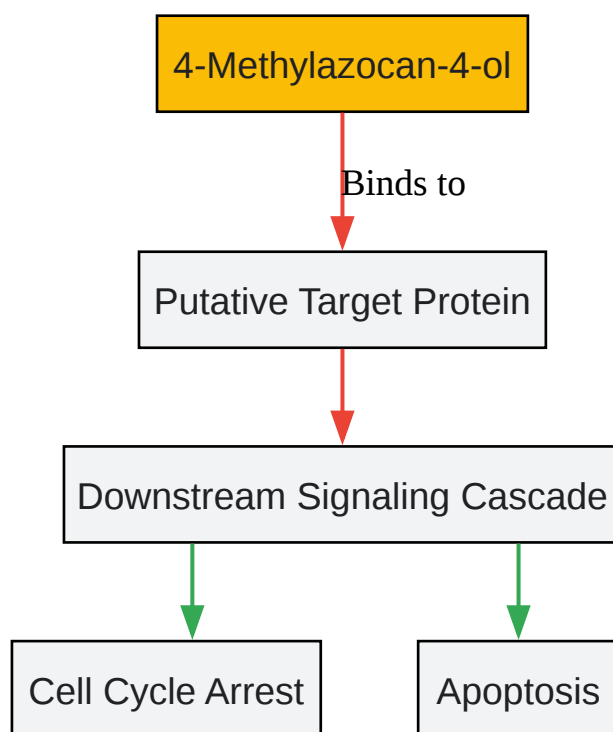 4-Methylazocan-4-ol
Binds to
Putative Target Protein
Downstream Signaling Cascade
Cell Cycle Arrest
Apoptosis